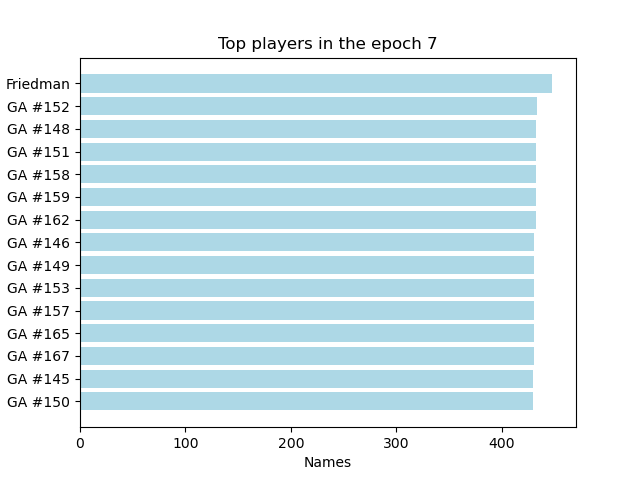 Top players in the epoch 7
Friedman
GA #152
GA #148
GA #151
GA #158
GA #159
GA #162
GA #146
GA #149
GA #153
GA #157
GA #165
GA #167
GA #145
GA #150
0 100 200 300 400
Names